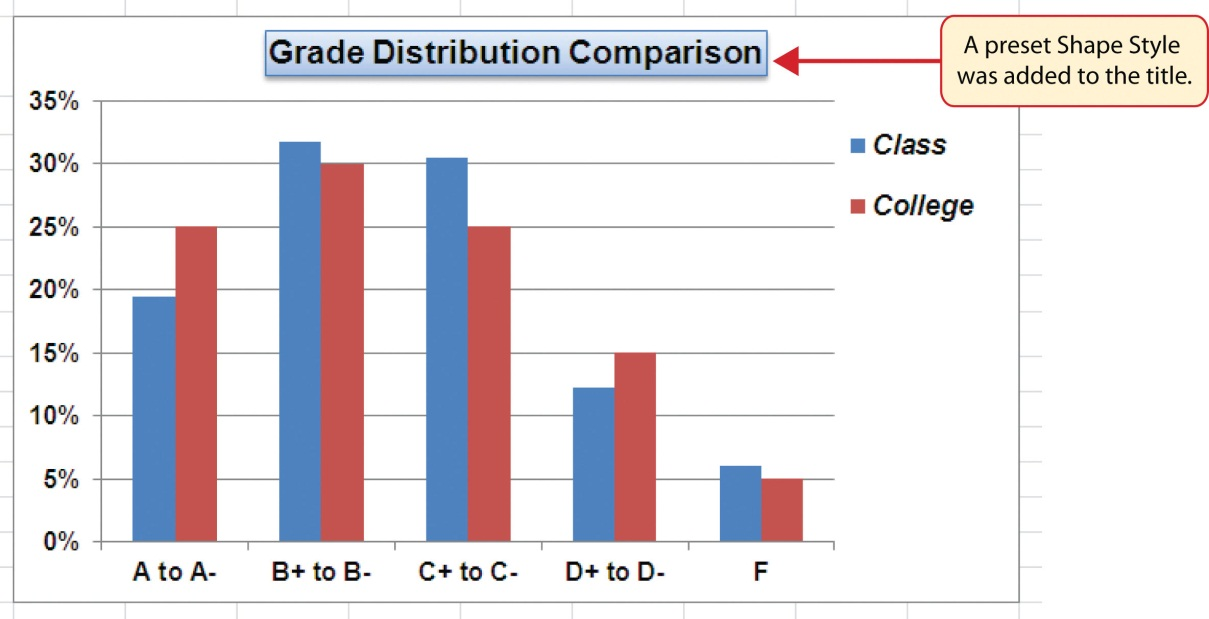 Grade Distribution Comparison
A preset Shape Style
was added to the title.
35%
30%
25%
20%
15%
10%
5%
0%
A to A-
B+ to B-
C+ to C-
D+ to D-
F
Class
College